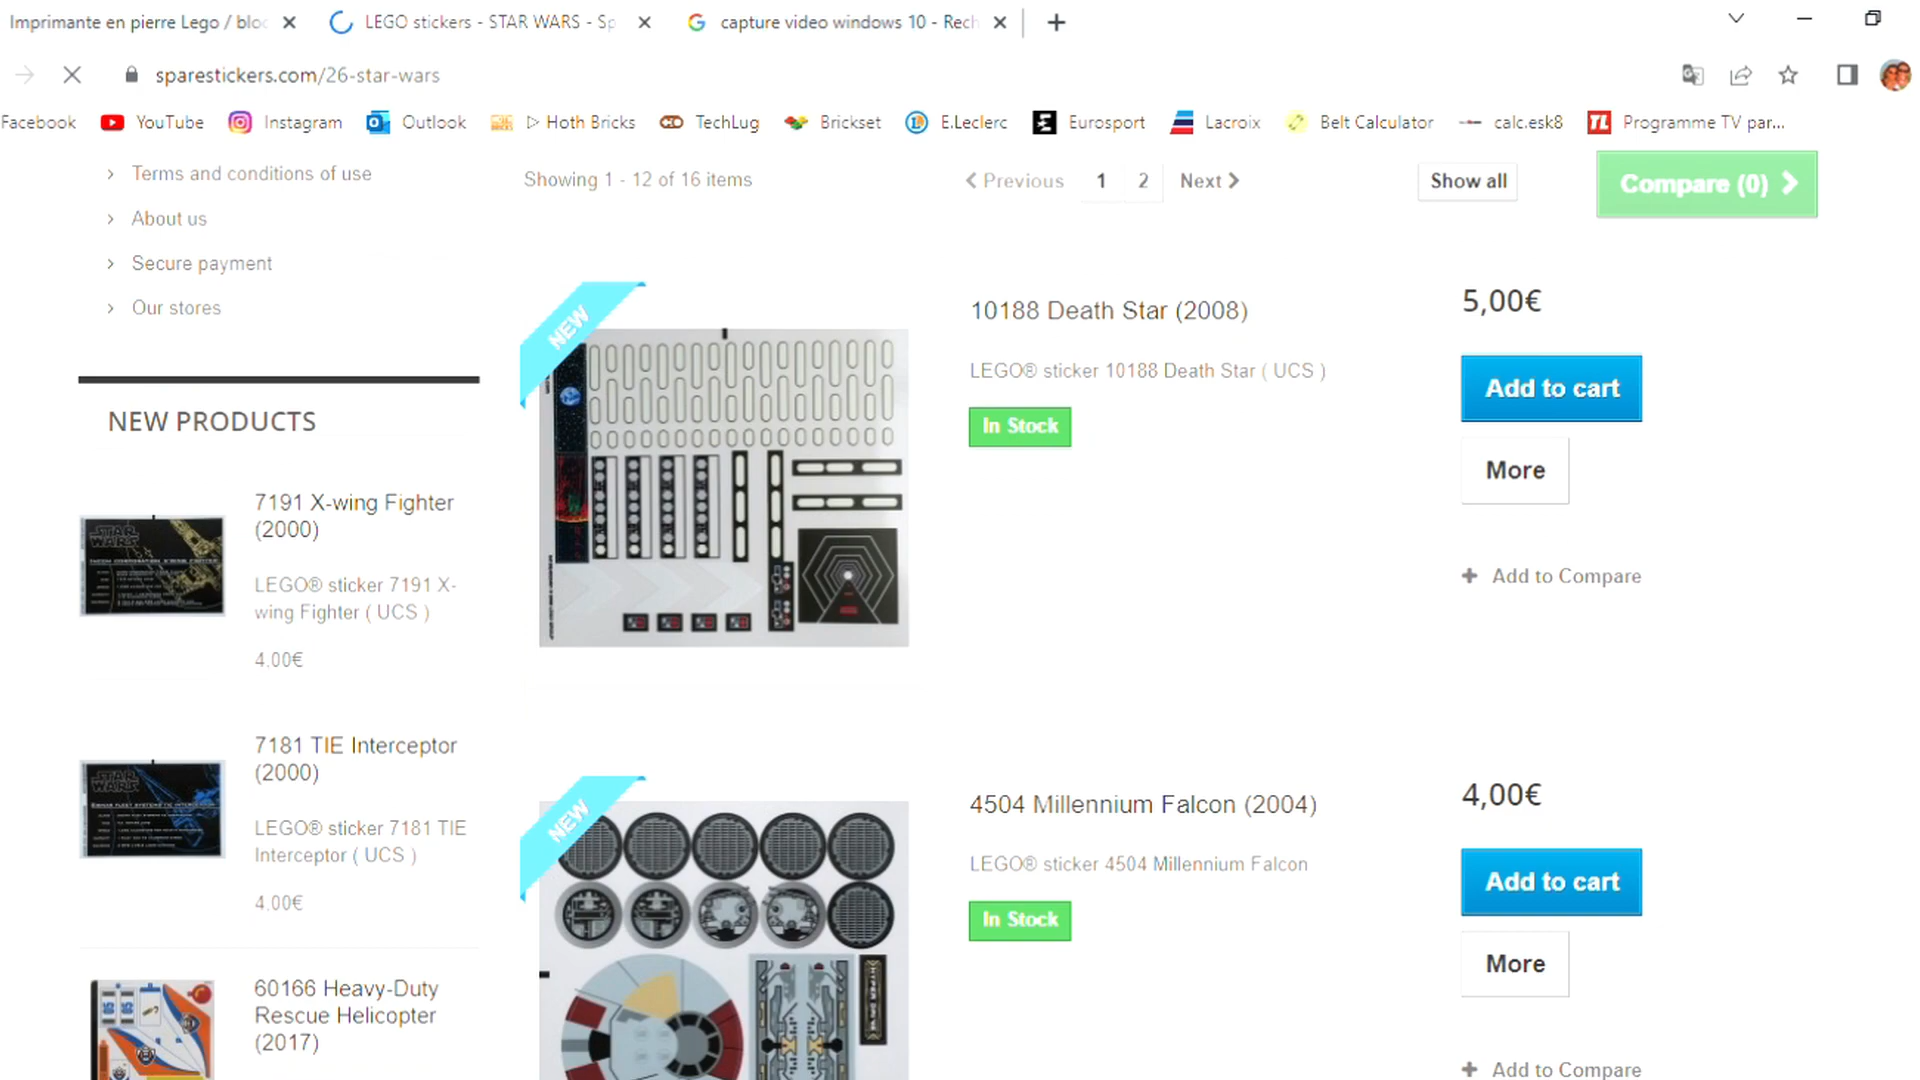 Imprimante en pierre Lego / bloc
LEGO stickers - STAR WARS - Sp
capture video windows 10 - Rech
sparestickers.com/26-star-wars
Facebook
YouTube
Instagram
Outlook
▷ Hoth Bricks
TechLug
Brickset
E.Leclerc
Eurosport
Lacroix
Belt Calculator
calc.esk8
Programme TV par...
Terms and conditions of use
About us
Secure payment
Our stores
NEW PRODUCTS
7191 X-wing Fighter
(2000)
LEGO® sticker 7191 X-
wing Fighter ( UCS )
4.00€
7181 TIE Interceptor
(2000)
LEGO® sticker 7181 TIE
Interceptor ( UCS )
4.00€
60166 Heavy-Duty
Rescue Helicopter
(2017)
Showing 1 - 12 of 16 items
Previous 1 2 Next
Show all
Compare (0)
NEW
10188 Death Star (2008)
LEGO® sticker 10188 Death Star ( UCS )
In Stock
5,00€
Add to cart
More
Add to Compare
NEW
4504 Millennium Falcon (2004)
LEGO® sticker 4504 Millennium Falcon
In Stock
4,00€
Add to cart
More
Add to Compare
STAR
WARS
STAR
WARS